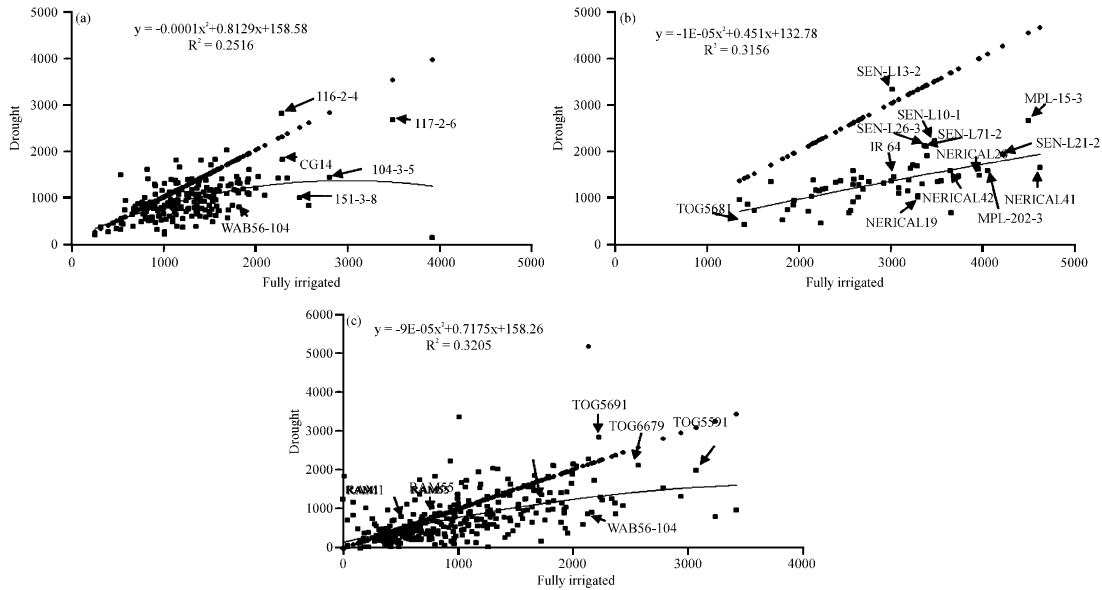 (a)
y = -0.0001x²+0.8129x+158.58
R² = 0.2516
5000
4000
3000
2000
1000
0
Drought
116-2-4
117-2-6
CG14
104-3-5
151-3-8
WAB56-104
0 1000 2000 3000 4000 5000
Fully irrigated
(b)
y = -1E-05x²+0.451x+132.78
R² = 0.3156
5000
4000
3000
2000
1000
0
Drought
SEN-L13-2
MPL-15-3
SEN-L10-1
SEN-L26-3
SEN-L71-2
SEN-L21-2
IR 64
TOG5681
NERICAL42
NERICAL41
NERICAL19
MPL-202-3
0 1000 2000 3000 4000 5000
Fully irrigated
(c)
y = -9E-05x²+0.7175x+158.26
R² = 0.3205
6000
5000
4000
3000
2000
1000
0
Drought
TOG5691
TOG6679
TOG5591
WAB56-104
0 1000 2000 3000 4000
Fully irrigated